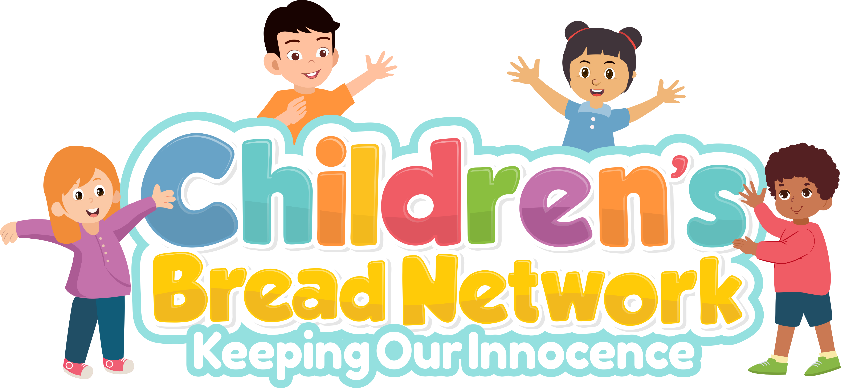 Children's
Bread Network
Keeping Our Innocence